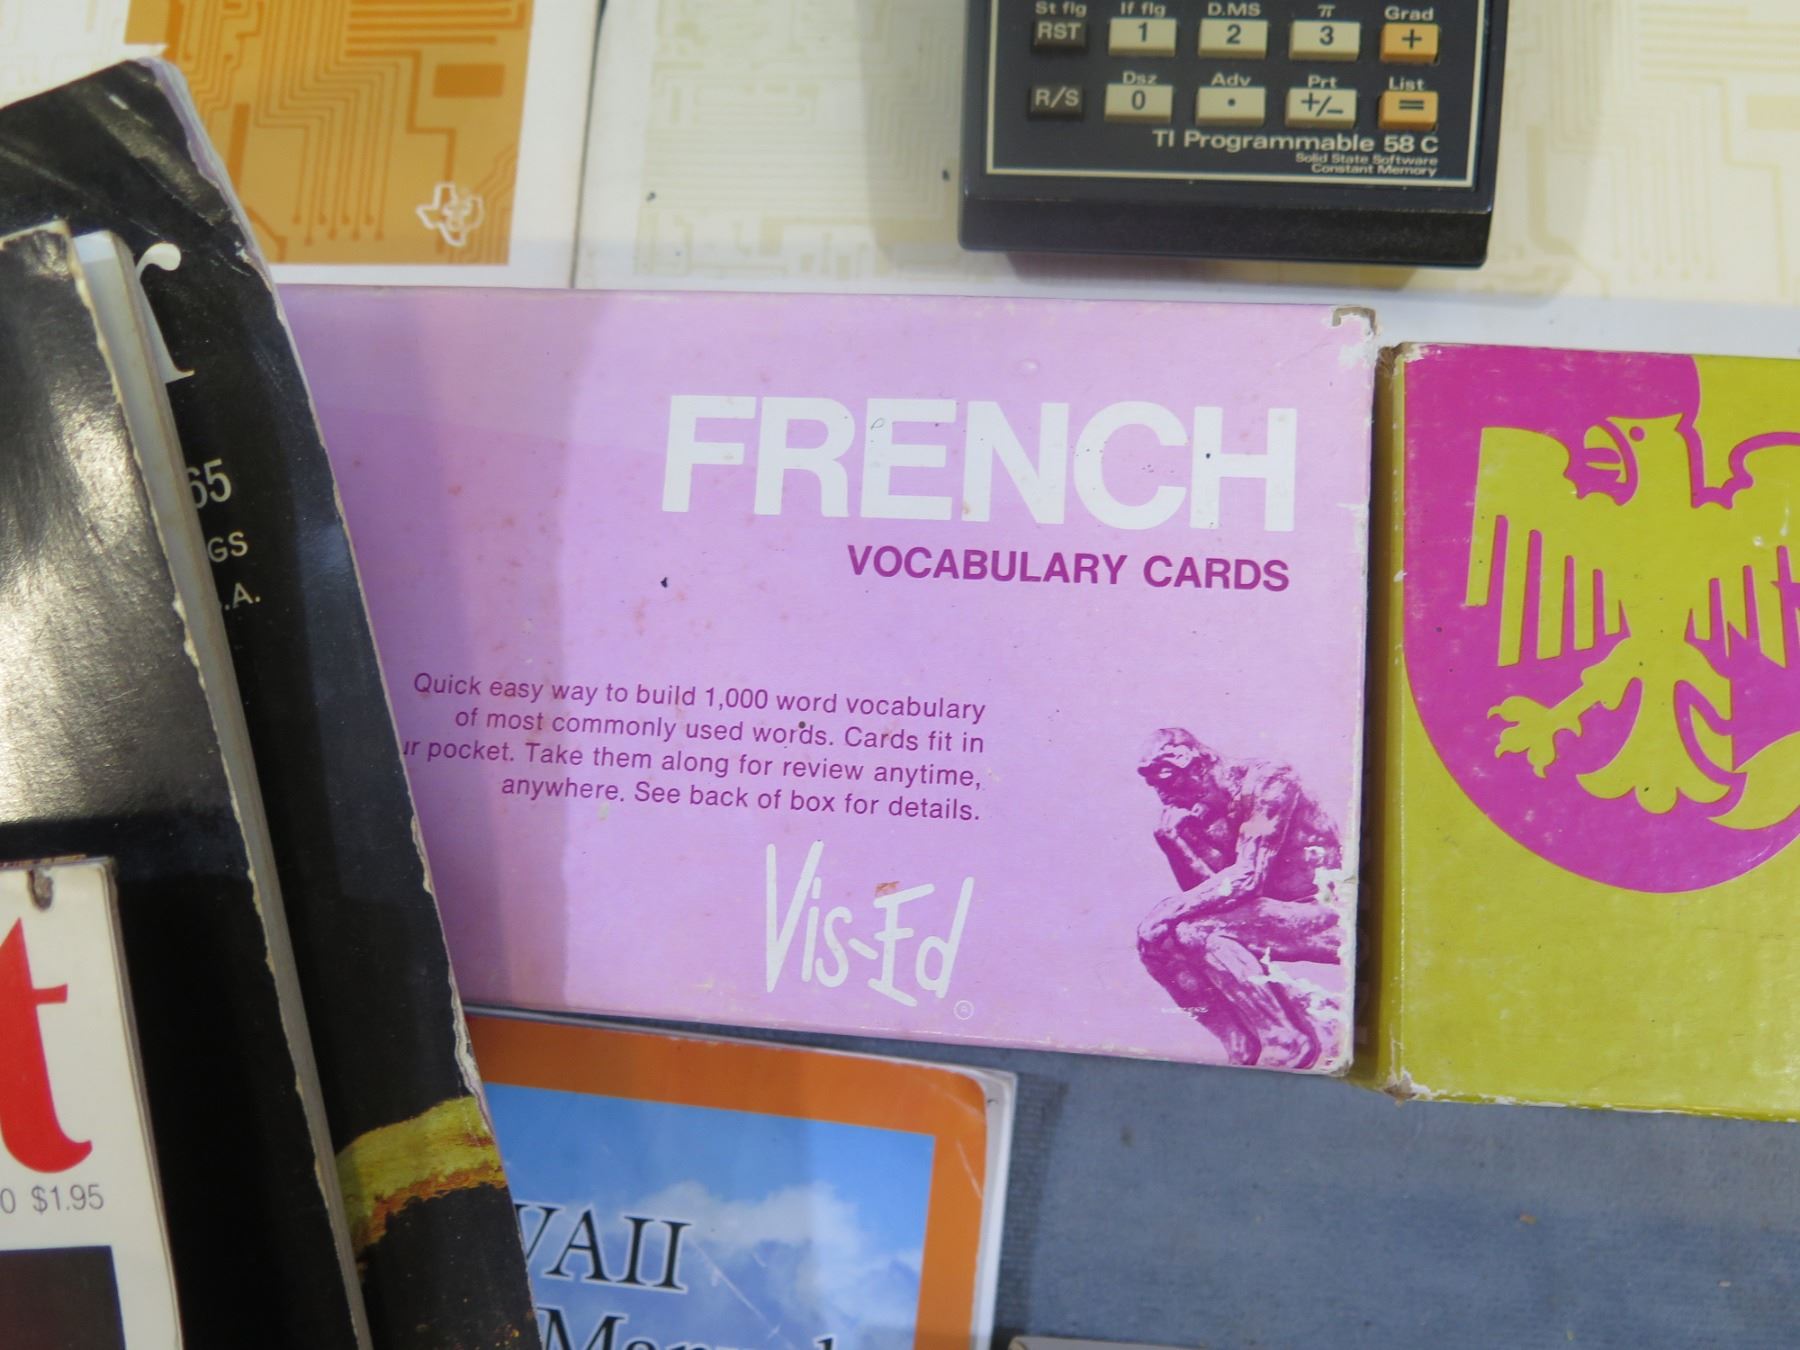 St flg If flg D.MS π Grad
RST 1 2 3 +
Dsz Adv Prt List
R/S 0 . +/- =
TI Programmable 58 C
Solid State Software
Constant Memory
r
65
GS
.A.
FRENCH
VOCABULARY CARDS
Quick easy way to build 1,000 word vocabulary
of most commonly used words. Cards fit in
ur pocket. Take them along for review anytime,
anywhere. See back of box for details.
Vis-Ed
®
t
0 $1.95
VAII